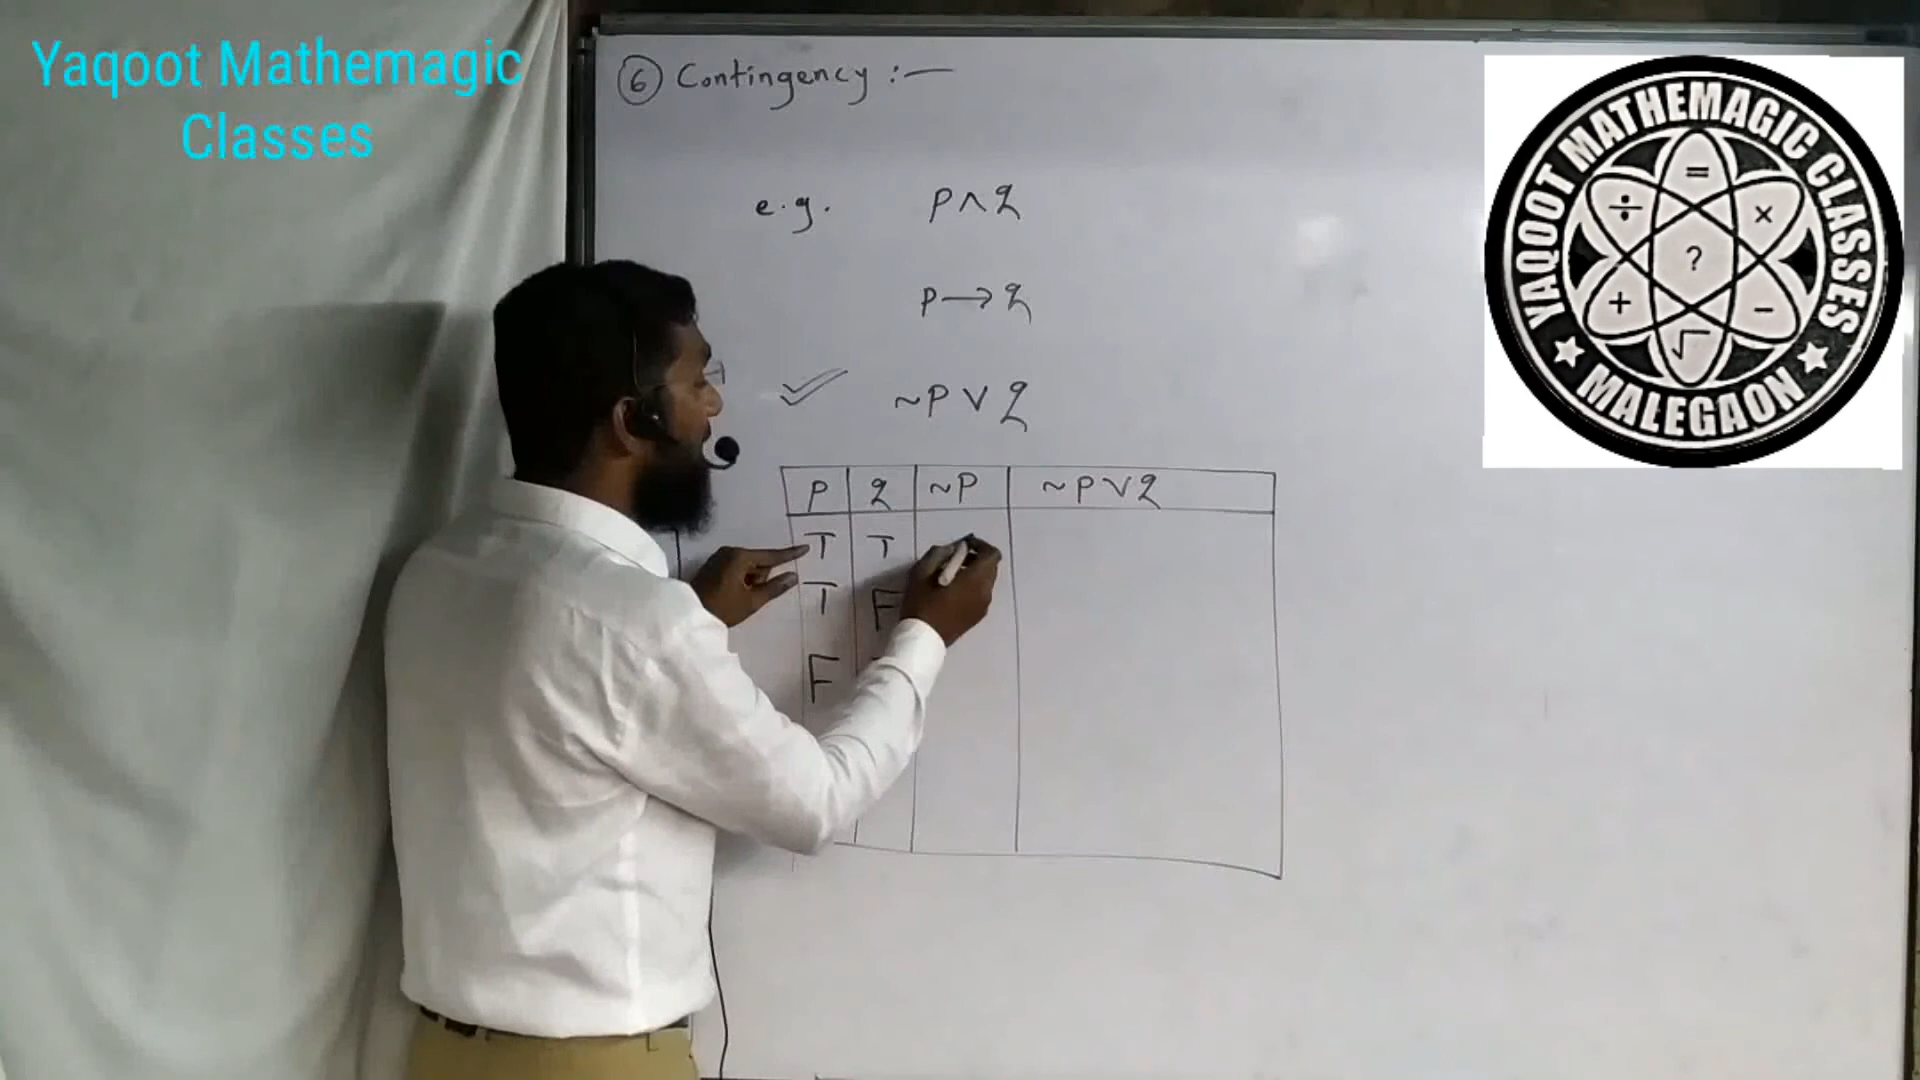 Yaqoot Mathemagic
Classes
⑥ Contingency :—
e.g. p ∧ q
p → q
~p ∨ q
p q ~p ~p ∨ q
T T
T F
F
YAQOOT MATHEMAGIC CLASSES
★ MALEGAON ★
=
÷ ×
?
+ −
√